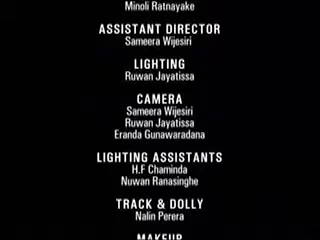 Minoli Ratnayake
ASSISTANT DIRECTOR
Sameera Wijesiri
LIGHTING
Ruwan Jayatissa
CAMERA
Sameera Wijesiri
Ruwan Jayatissa
Eranda Gunawaradana
LIGHTING ASSISTANTS
H.F Chaminda
Nuwan Ranasinghe
TRACK & DOLLY
Nalin Perera
MAKEUP